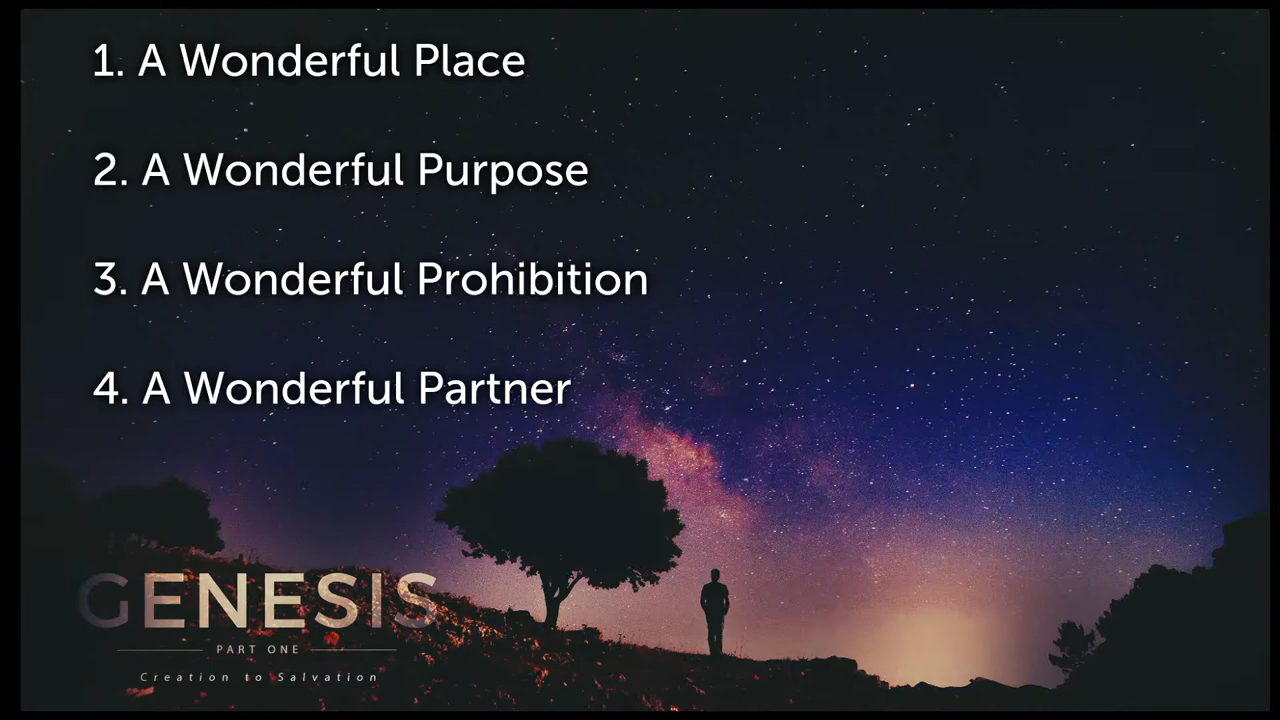 1. A Wonderful Place
2. A Wonderful Purpose
3. A Wonderful Prohibition
4. A Wonderful Partner
GENESIS
PART ONE
Creation to Salvation